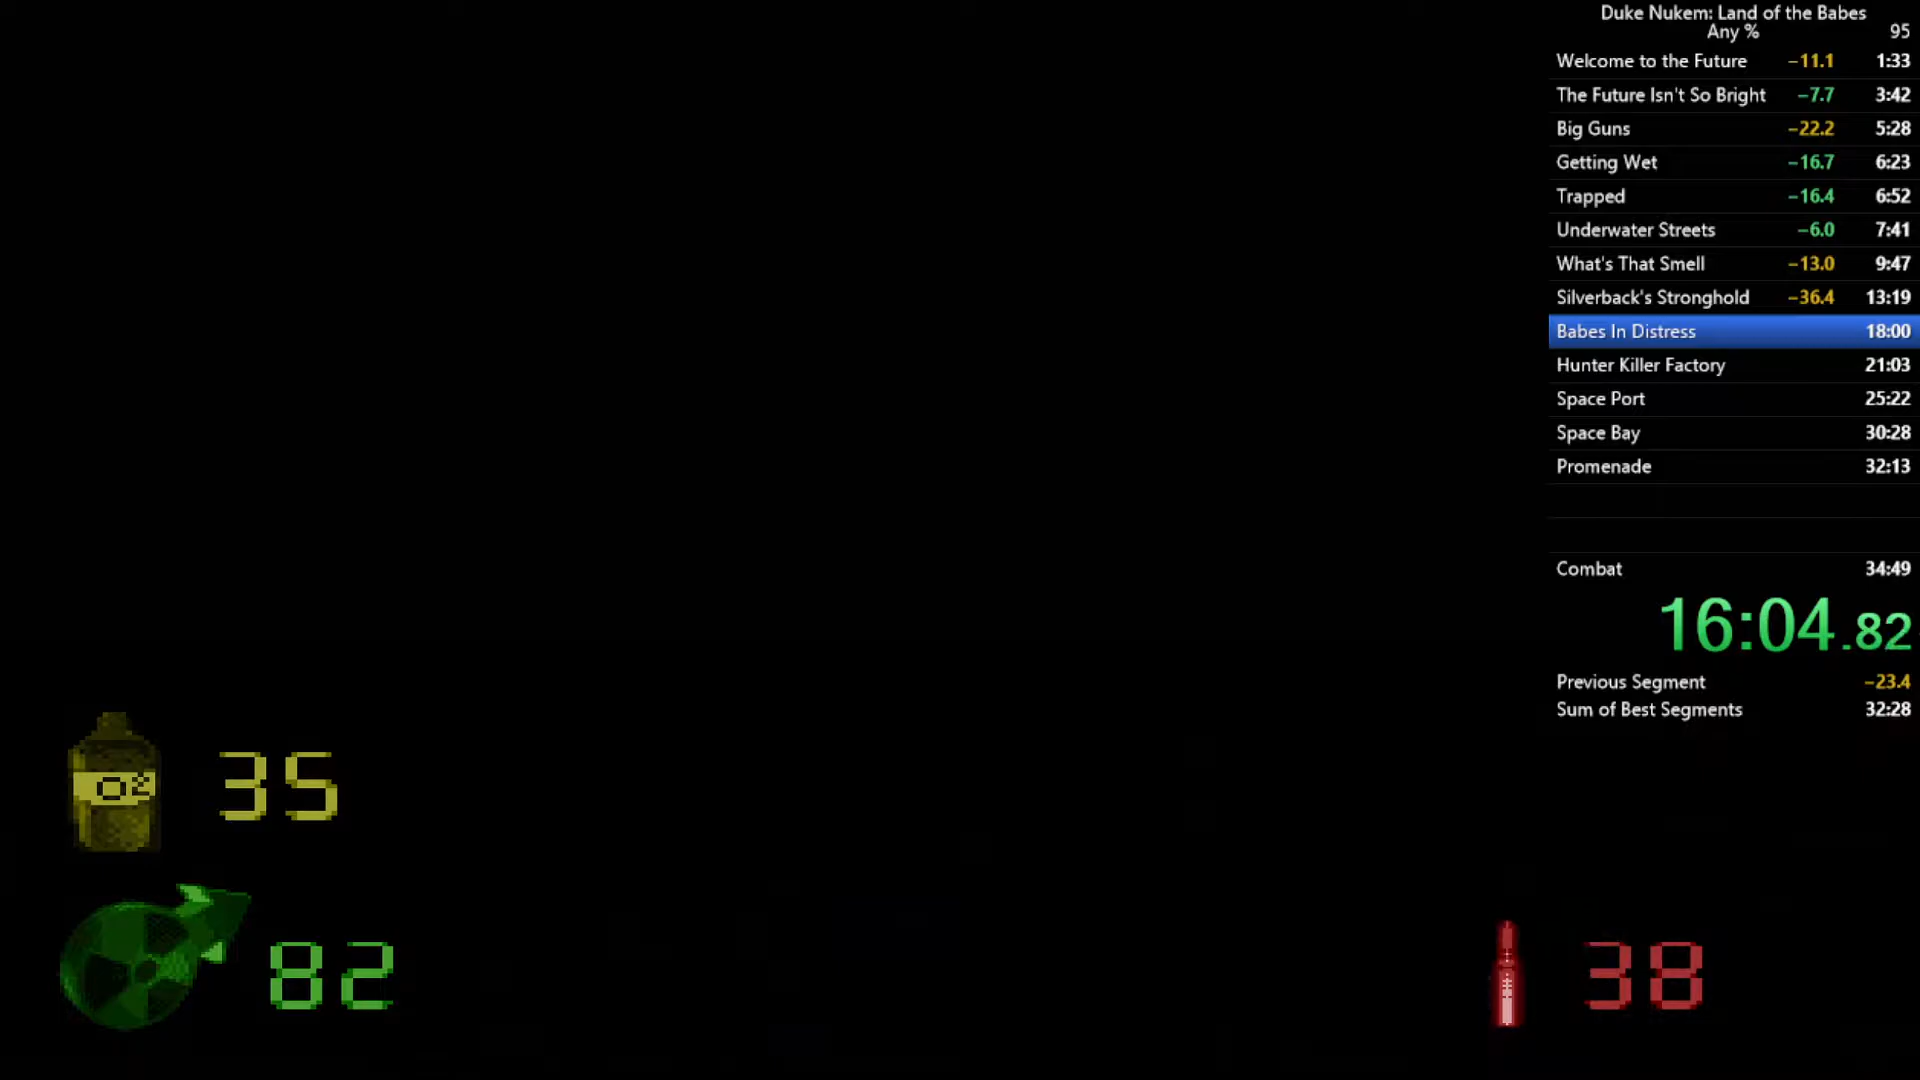 Duke Nukem: Land of the Babes
Any % 95
Welcome to the Future -11.1 1:33
The Future Isn't So Bright -7.7 3:42
Big Guns -22.2 5:28
Getting Wet -16.7 6:23
Trapped -16.4 6:52
Underwater Streets -6.0 7:41
What's That Smell -13.0 9:47
Silverback's Stronghold -36.4 13:19
Babes In Distress 18:00
Hunter Killer Factory 21:03
Space Port 25:22
Space Bay 30:28
Promenade 32:13
Combat 34:49
16:04.82
Previous Segment -23.4
Sum of Best Segments 32:28
O2 35
82
38